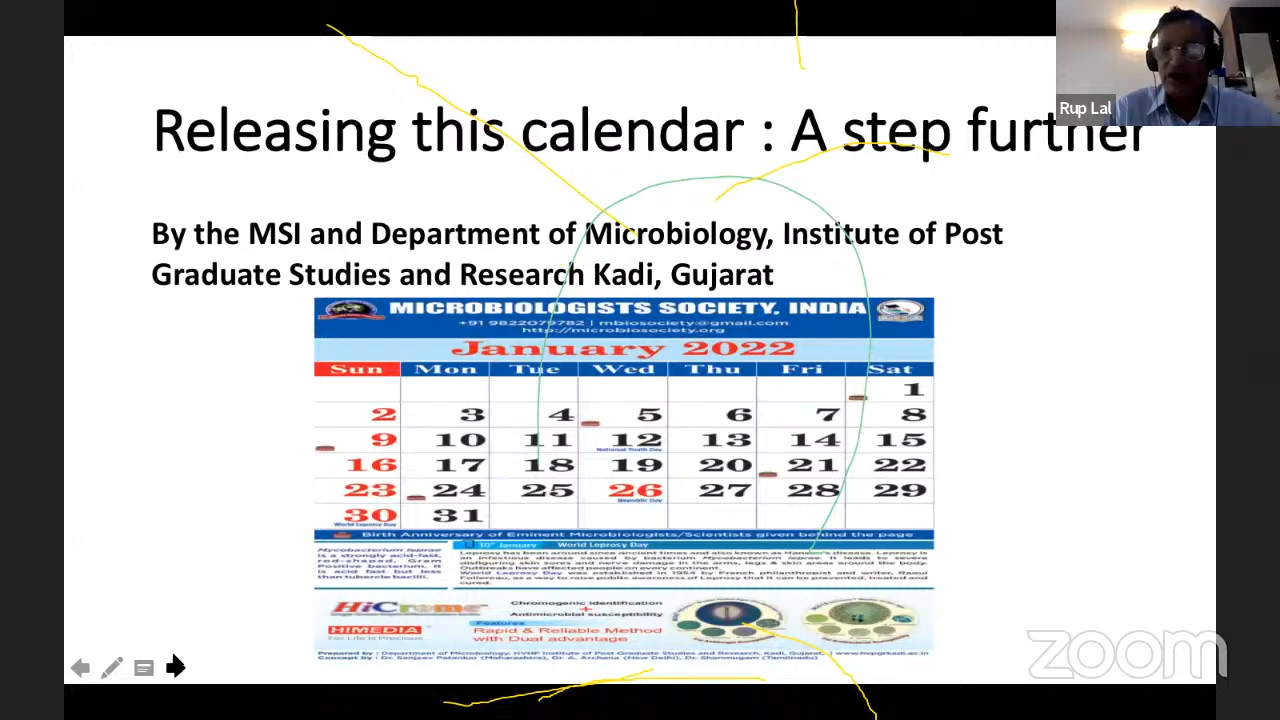 Rup Lal
Releasing this calendar : A step further
By the MSI and Department of Microbiology, Institute of Post
Graduate Studies and Research Kadi, Gujarat
MICROBIOLOGISTS SOCIETY, INDIA
+91 9822079782 | mbiosociety@gmail.com
http://microbiosociety.org
January 2022
Sun Mon Tue Wed Thu Fri Sat
1
2 3 4 5 6 7 8
9 10 11 12 13 14 15
National Youth Day
16 17 18 19 20 21 22
23 24 25 26 27 28 29
Republic Day
30 31
World Leprosy Day
Birth Anniversary of Eminent Microbiologists/Scientists given behind the page
Mycobacterium leprae
is a strongly acid-fast,
rod-shaped, Gram
Positive bacterium. It
is acid fast but less
than tubercle bacilli.
30th January World Leprosy Day
Leprosy has been around since ancient times and also known as Hansen's disease. Leprosy is
an infectious disease caused by bacteria Mycobacterium leprae. It leads to severe
disfiguring skin sores and nerve damage in the arms, legs & skin areas around the body.
Outbreaks have affected people on every continent.
World Leprosy Day was established in 1954 by French philanthropist and writer, Raoul
Follereau, as a way to raise public awareness of Leprosy that it can be prevented, treated and
cured.
HiCrome
HIMEDIA
For Life is Precious
Chromogenic identification
+
Antimicrobial susceptibility
Features
Rapid & Reliable Method
with Dual advantage
Prepared by : Department of Microbiology, HVHP Institute of Post Graduate Studies and Research, Kadi, Gujarat, | www.hvpgrkadi.ac.in
Concept by : Dr. Sanjeev Patankar (Maharashtra), Dr. A. Archana (New Delhi), Dr. Shanmugam (Tamilnadu)
zoom